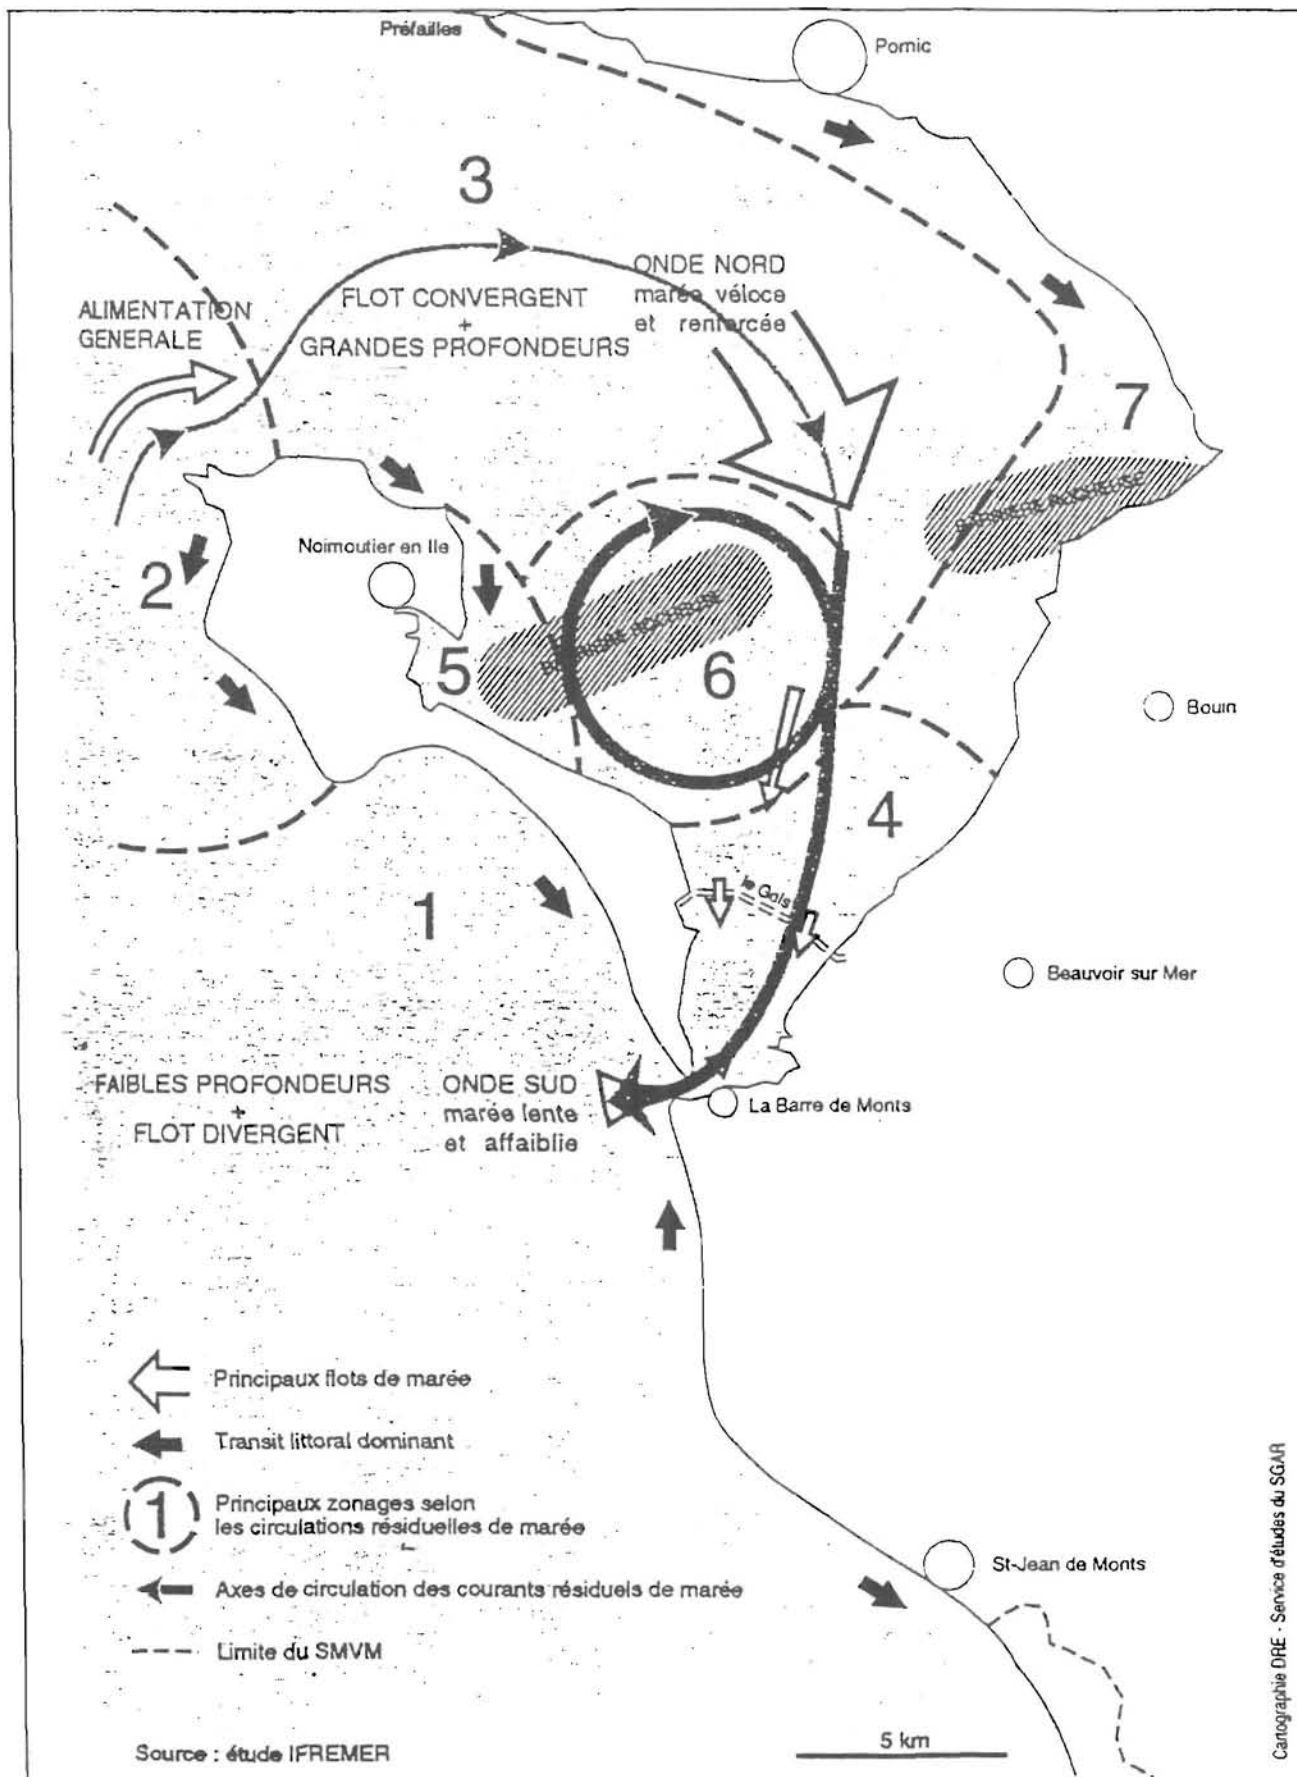 Préfailles
Pornic
3
ONDE NORD
marée véloce
et renforcée
ALIMENTATION
GENERALE
FLOT CONVERGENT
+
GRANDES PROFONDEURS
7
BARRIERE ROCHEUSE
Noirmoutier en Ile
2
5
BARRIERE ROCHEUSE
6
Bouin
4
1
le Gois
Beauvoir sur Mer
FAIBLES PROFONDEURS
+
FLOT DIVERGENT
ONDE SUD
marée lente
et affaiblie
La Barre de Monts
Principaux flots de marée
Transit littoral dominant
1
Principaux zonages selon
les circulations résiduelles de marée
Axes de circulation des courants résiduels de marée
Limite du SMVM
St-Jean de Monts
Source : étude IFREMER
5 km
Cartographie DRE - Service d'études du SGAR